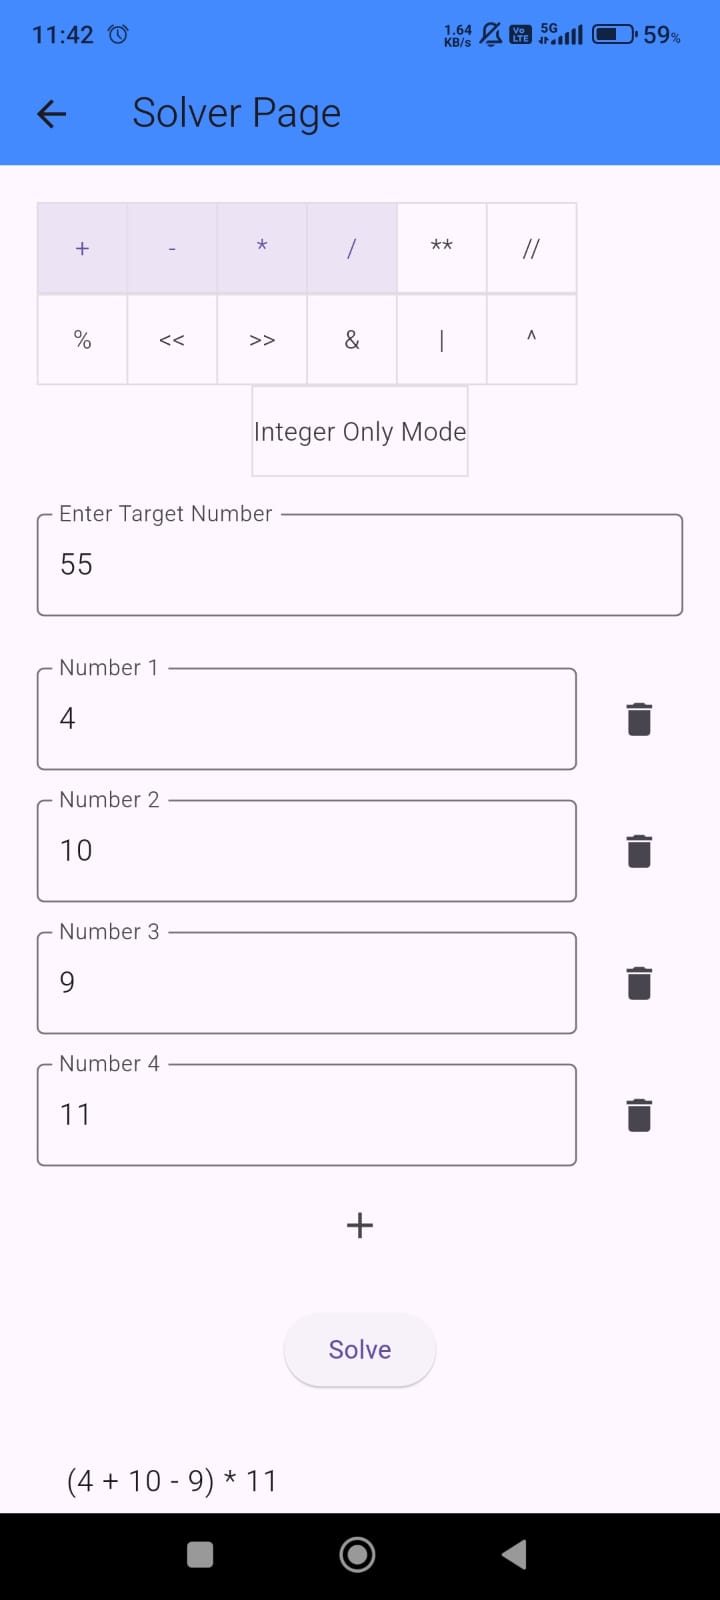 11:42 1.64 KB/s Vo LTE 5G 59%
Solver Page
+ - * / ** //
% << >> & | ^
Integer Only Mode
Enter Target Number
55
Number 1
4
Number 2
10
Number 3
9
Number 4
11
+
Solve
(4 + 10 - 9) * 11